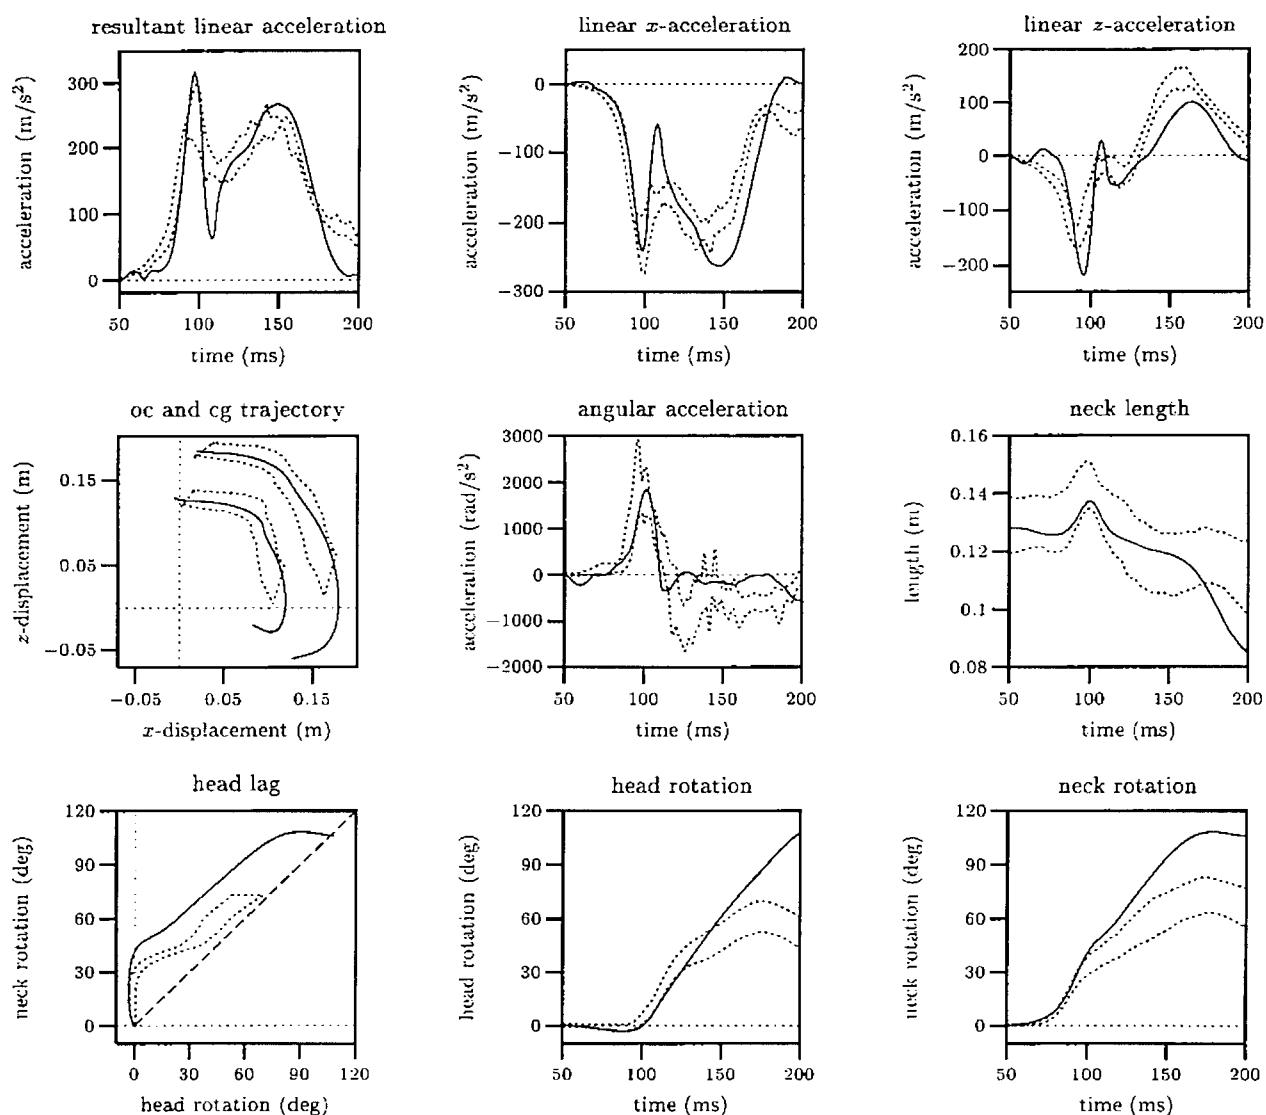 resultant linear acceleration
acceleration (m/s²)
300
200
100
0
50 100 150 200
time (ms)
linear x-acceleration
acceleration (m/s²)
0
−100
−200
−300
50 100 150 200
time (ms)
linear z-acceleration
acceleration (m/s²)
200
100
0
−100
−200
50 100 150 200
time (ms)
oc and cg trajectory
z-displacement (m)
0.15
0.05
−0.05
−0.05 0.05 0.15
x-displacement (m)
angular acceleration
acceleration (rad/s²)
3000
2000
1000
0
−1000
−2000
50 100 150 200
time (ms)
neck length
length (m)
0.16
0.14
0.12
0.1
0.08
50 100 150 200
time (ms)
head lag
neck rotation (deg)
120
90
60
30
0
0 30 60 90 120
head rotation (deg)
head rotation
head rotation (deg)
120
90
60
30
0
50 100 150 200
time (ms)
neck rotation
neck rotation (deg)
120
90
60
30
0
50 100 150 200
time (ms)